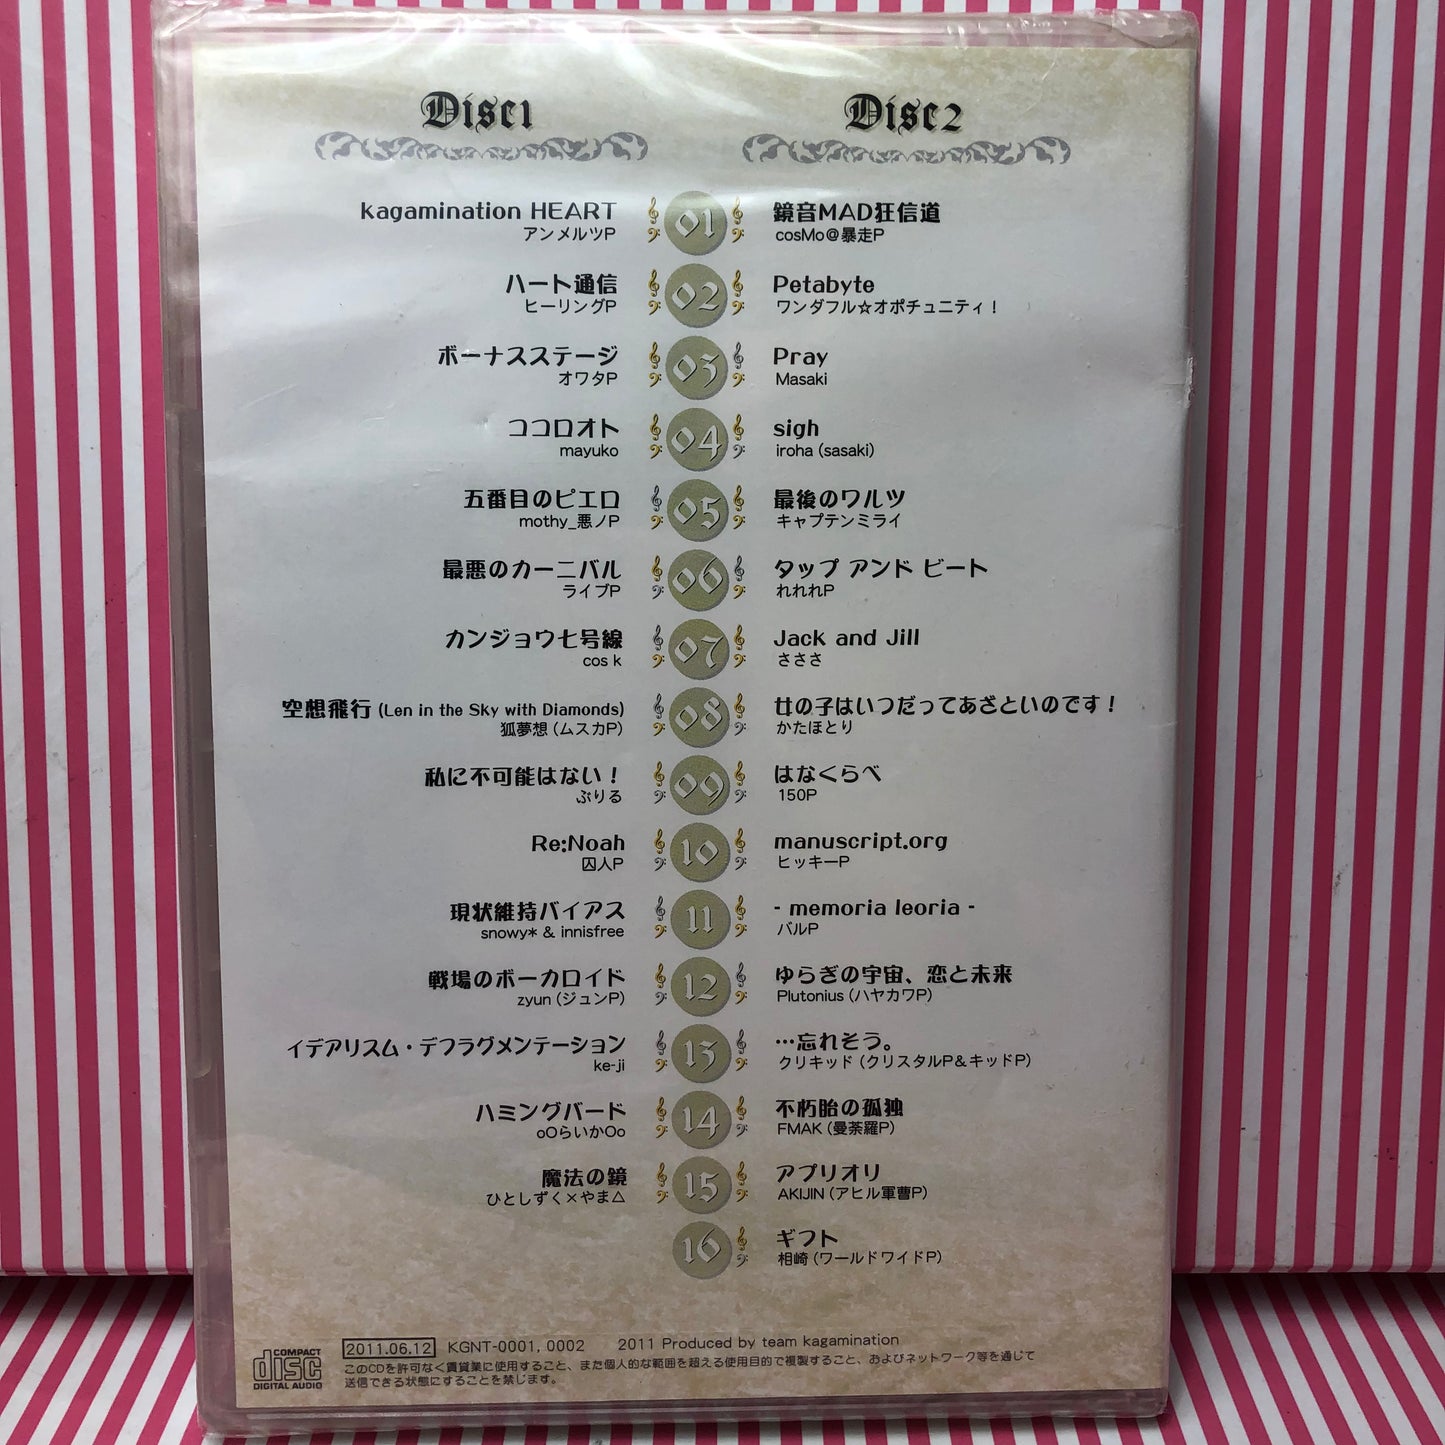 Disc1
kagamination HEART
アンメルツP
ハート通信
ヒーリングP
ボーナスステージ
オワタP
ココロオト
mayuko
五番目のピエロ
mothy_悪ノP
最悪のカーニバル
ライブP
カンジョウ七号線
cos k
空想飛行 (Len in the Sky with Diamonds)
狐夢想 (ムスカP)
私に不可能はない！
ぶりる
Re:Noah
囚人P
現状維持バイアス
snowy* & innisfree
戦場のボーカロイド
zyun (ジュンP)
イデアリスム・デフラグメンテーション
ke-ji
ハミングバード
oOらいかOo
魔法の鏡
ひとしずく×やま△
01
02
03
04
05
06
07
08
09
10
11
12
13
14
15
16
Disc2
鏡音MAD狂信道
cosMo＠暴走P
Petabyte
ワンダフル☆オポチュニティ！
Pray
Masaki
sigh
iroha (sasaki)
最後のワルツ
キャプテンミライ
タップ アンド ビート
れれれP
Jack and Jill
ささき
女の子はいつだってあざといのです！
かたほとり
はなくらべ
150P
manuscript.org
ヒッキーP
- memoria leoria -
バルP
ゆらぎの宇宙、恋と未来
Plutonius (ハヤカワP)
…忘れそう。
クリキッド (クリスタルP＆キッドP)
不朽胎の孤独
FMAK (曼荼羅P)
アプリオリ
AKIJIN (アヒル軍曹P)
ギフト
相崎 (ワールドワイドP)
COMPACT
disc
DIGITAL AUDIO
2011.06.12 KGNT-0001, 0002 2011 Produced by team kagamination
このCDを許可なく賃貸業に使用すること、また個人的な範囲を超える使用目的で複製すること、およびネットワーク等を通じて
送信できる状態にすることを禁じます。